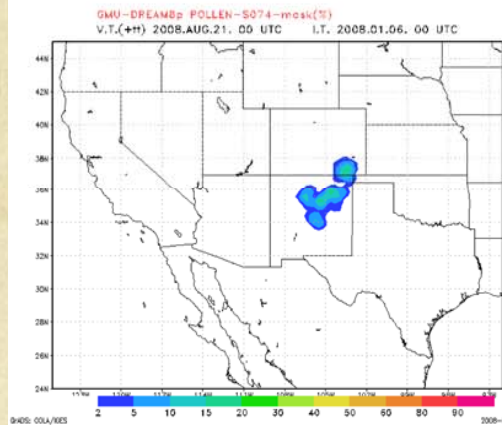 GMU-DREAM8p POLLEN-S074-mask(%)
V.T.(+tt) 2008.AUG.21. 00 UTC I.T. 2008.01.06. 00 UTC
44N
42N
40N
38N
36N
34N
32N
30N
28N
26N
24N
2 5 10 15 20 30 40 50 60 80 90
GrADS: COLA/IGES 2008-